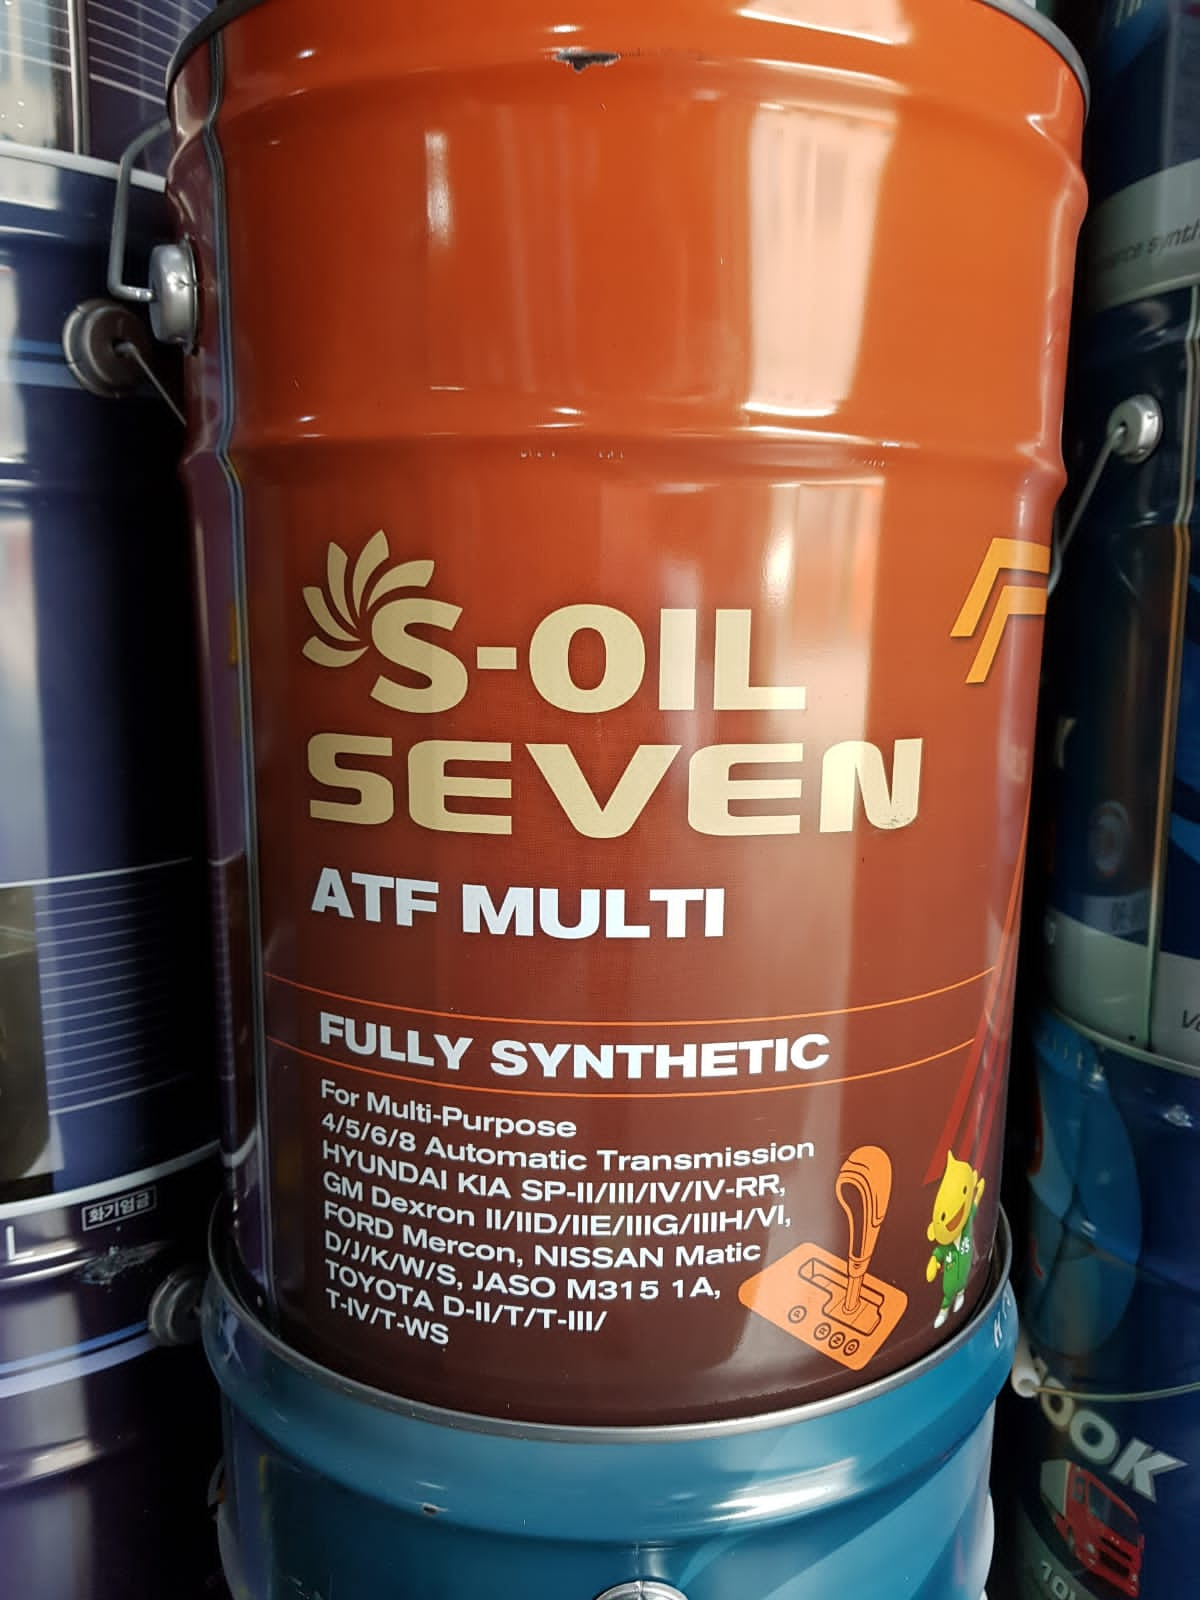 S-OIL
SEVEN
ATF MULTI
FULLY SYNTHETIC
For Multi-Purpose
4/5/6/8 Automatic Transmission
HYUNDAI KIA SP-II/III/IV/IV-RR,
GM Dexron II/IID/IIE/IIIG/IIIH/VI,
FORD Mercon, NISSAN Matic
D/J/K/W/S, JASO M315 1A,
TOYOTA D-II/T/T-III/
T-IV/T-WS
화기엄금
L